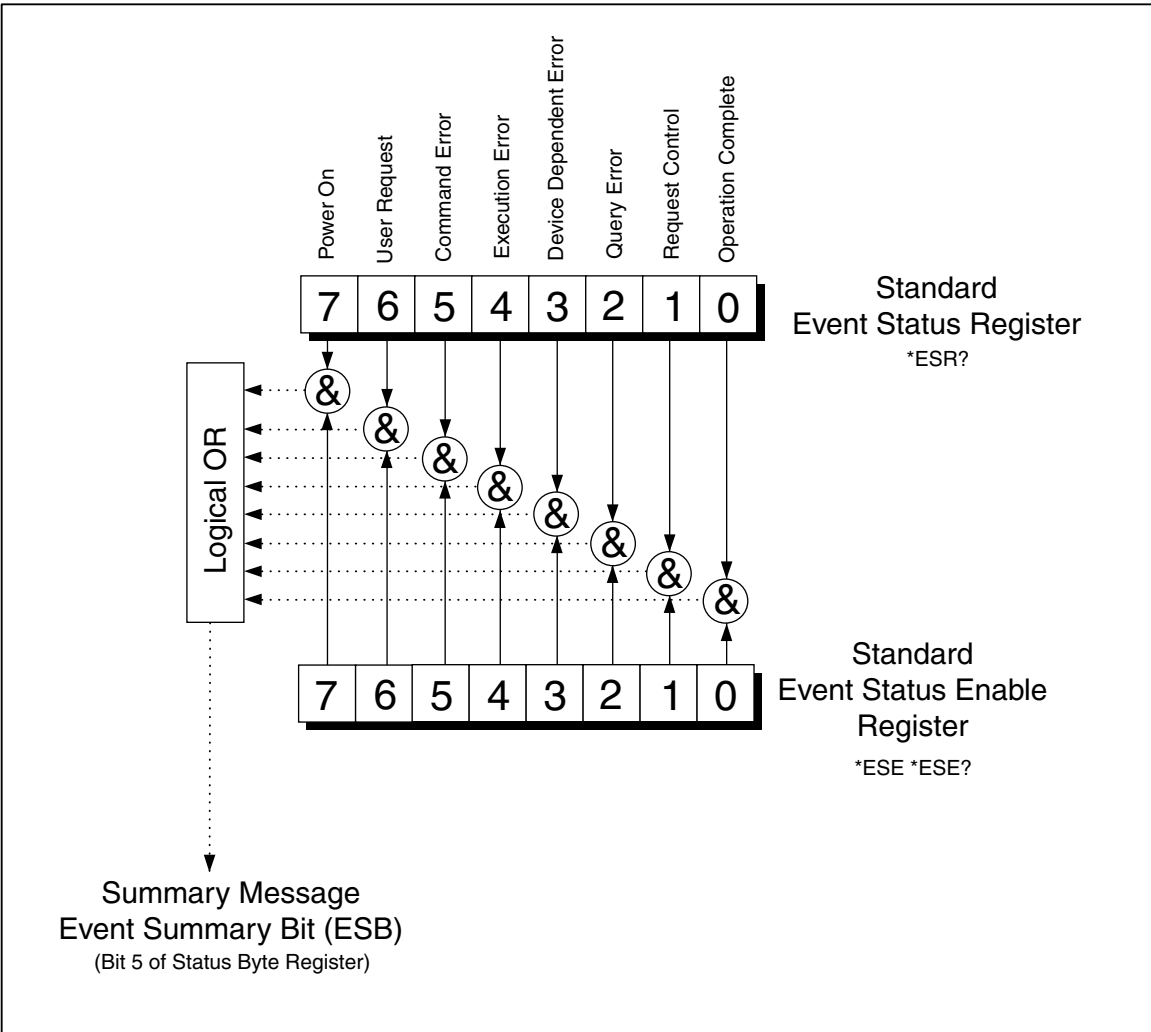 Power On
User Request
Command Error
Execution Error
Device Dependent Error
Query Error
Request Control
Operation Complete
7 6 5 4 3 2 1 0
Standard
Event Status Register
*ESR?
Logical OR
&
&
&
&
&
&
&
&
7 6 5 4 3 2 1 0
Standard
Event Status Enable
Register
*ESE *ESE?
Summary Message
Event Summary Bit (ESB)
(Bit 5 of Status Byte Register)